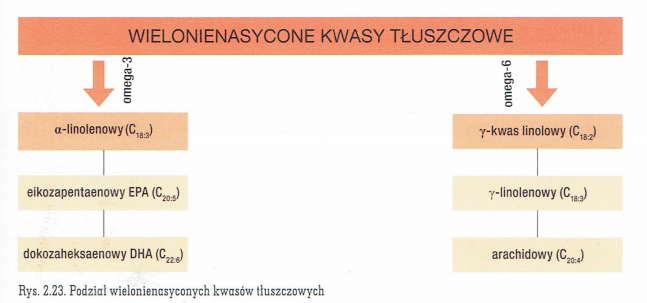 WIELONIENASYCONE KWASY TŁUSZCZOWE
omega-3
omega-6
α-linolenowy (C18:3)
γ-kwas linolowy (C18:2)
eikozapentaenowy EPA (C20:5)
γ-linolenowy (C18:3)
dokozaheksaenowy DHA (C22:6)
arachidowy (C20:4)
Rys. 2.23. Podział wielonienasyconych kwasów tłuszczowych